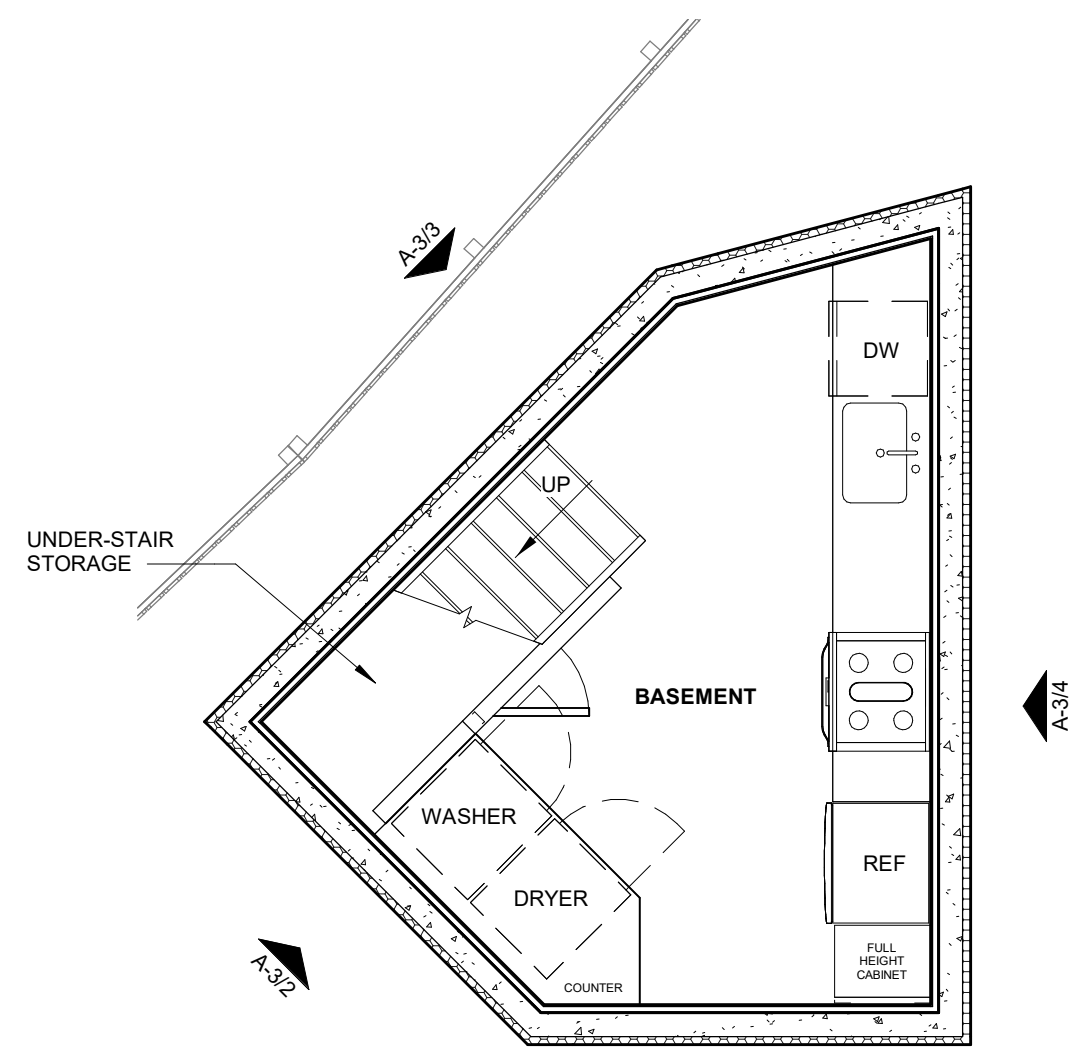 A-3/3
DW
UP
UNDER-STAIR
STORAGE
BASEMENT
A-3/4
WASHER
REF
DRYER
FULL
HEIGHT
CABINET
A-3/2
COUNTER